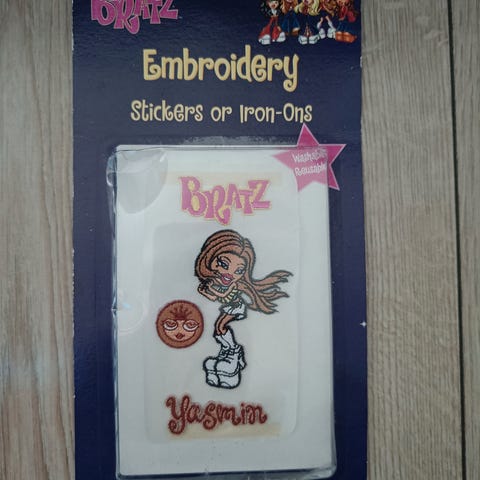 BRATZ
Embroidery
Stickers or Iron-Ons
Washable
Reusable
BRATZ
Yasmin